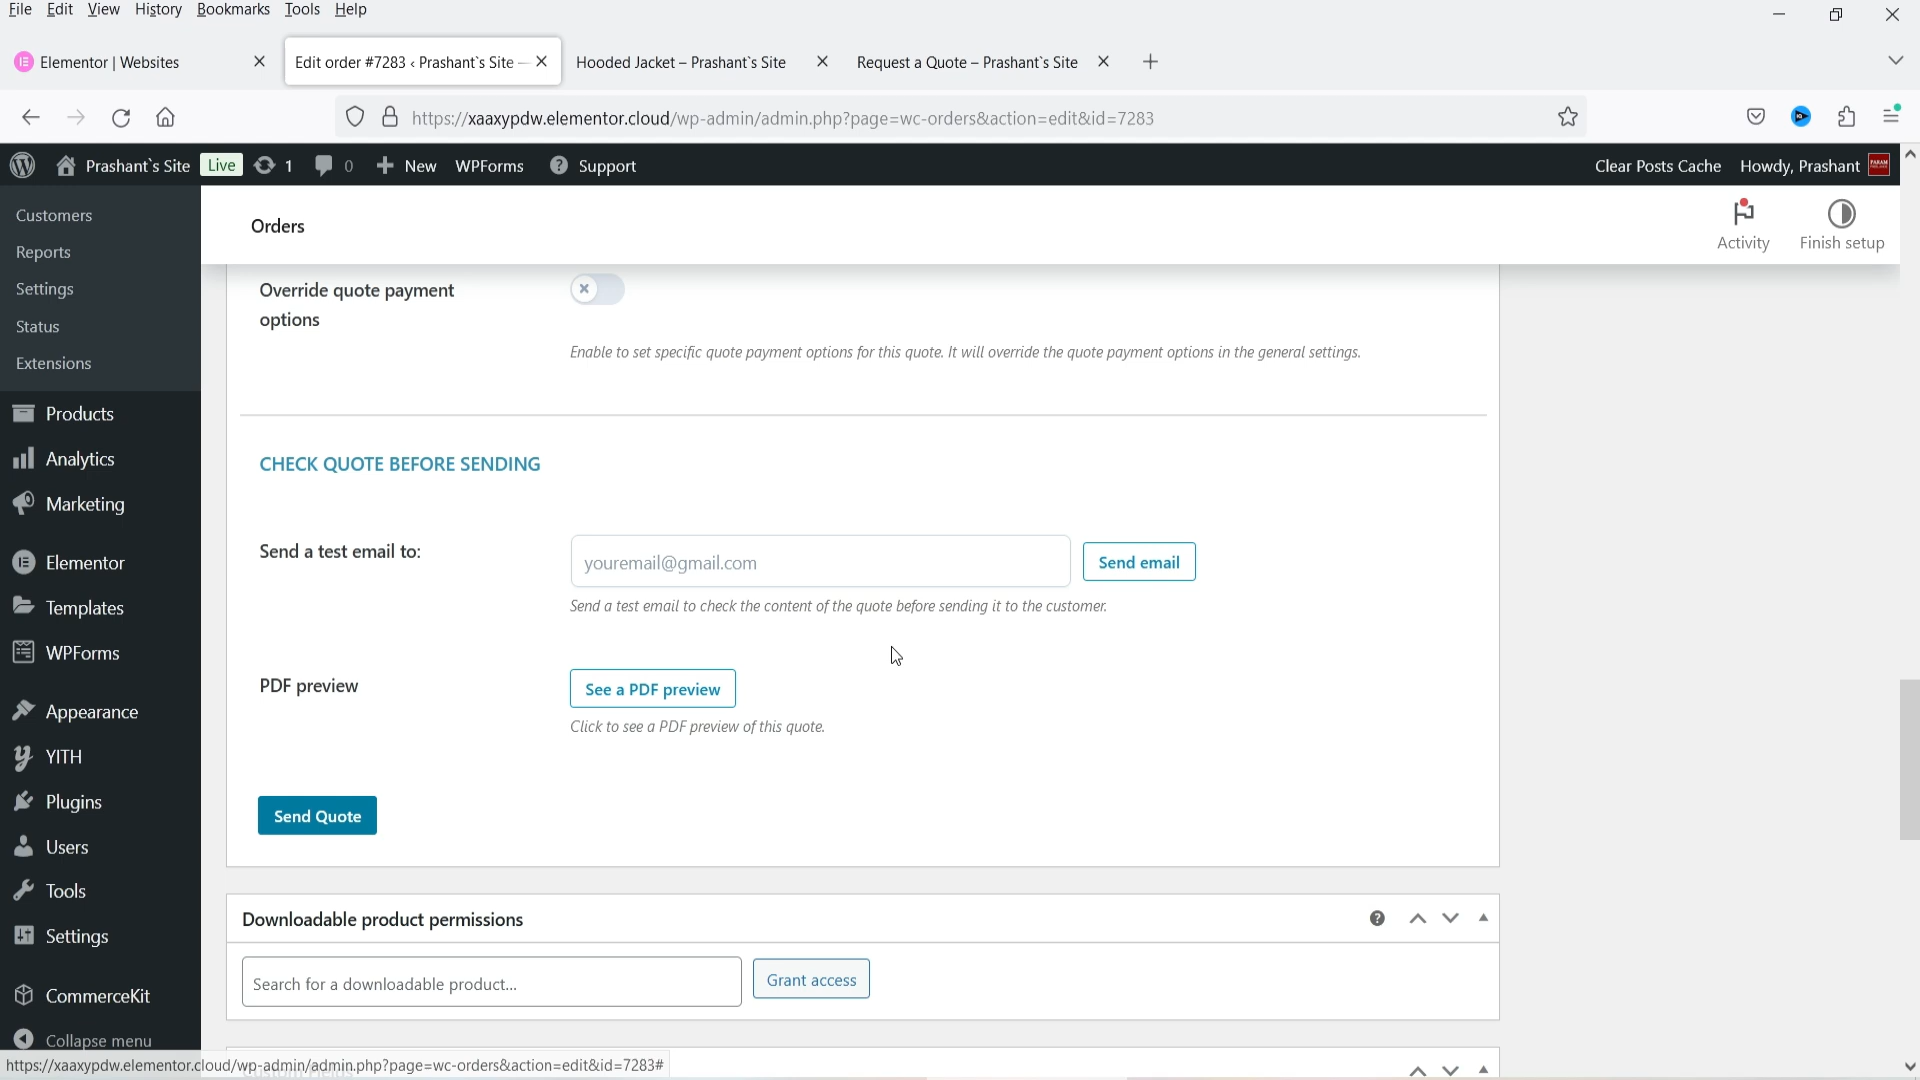 File Edit View History Bookmarks Tools Help
Elementor | Websites
Edit order #7283 ‹ Prashant`s Site —
Hooded Jacket – Prashant`s Site
Request a Quote – Prashant`s Site
https://xaaxypdw.elementor.cloud/wp-admin/admin.php?page=wc-orders&action=edit&id=7283
Prashant`s Site Live 1 0 New WPForms Support
Clear Posts Cache Howdy, Prashant
Customers
Reports
Settings
Status
Extensions
Products
Analytics
Marketing
Elementor
Templates
WPForms
Appearance
YITH
Plugins
Users
Tools
Settings
CommerceKit
Collapse menu
Orders
Activity
Finish setup
Override quote payment
options
Enable to set specific quote payment options for this quote. It will override the quote payment options in the general settings.
CHECK QUOTE BEFORE SENDING
Send a test email to:
youremail@gmail.com
Send email
Send a test email to check the content of the quote before sending it to the customer.
PDF preview
See a PDF preview
Click to see a PDF preview of this quote.
Send Quote
Downloadable product permissions
Search for a downloadable product...
Grant access
https://xaaxypdw.elementor.cloud/wp-admin/admin.php?page=wc-orders&action=edit&id=7283#